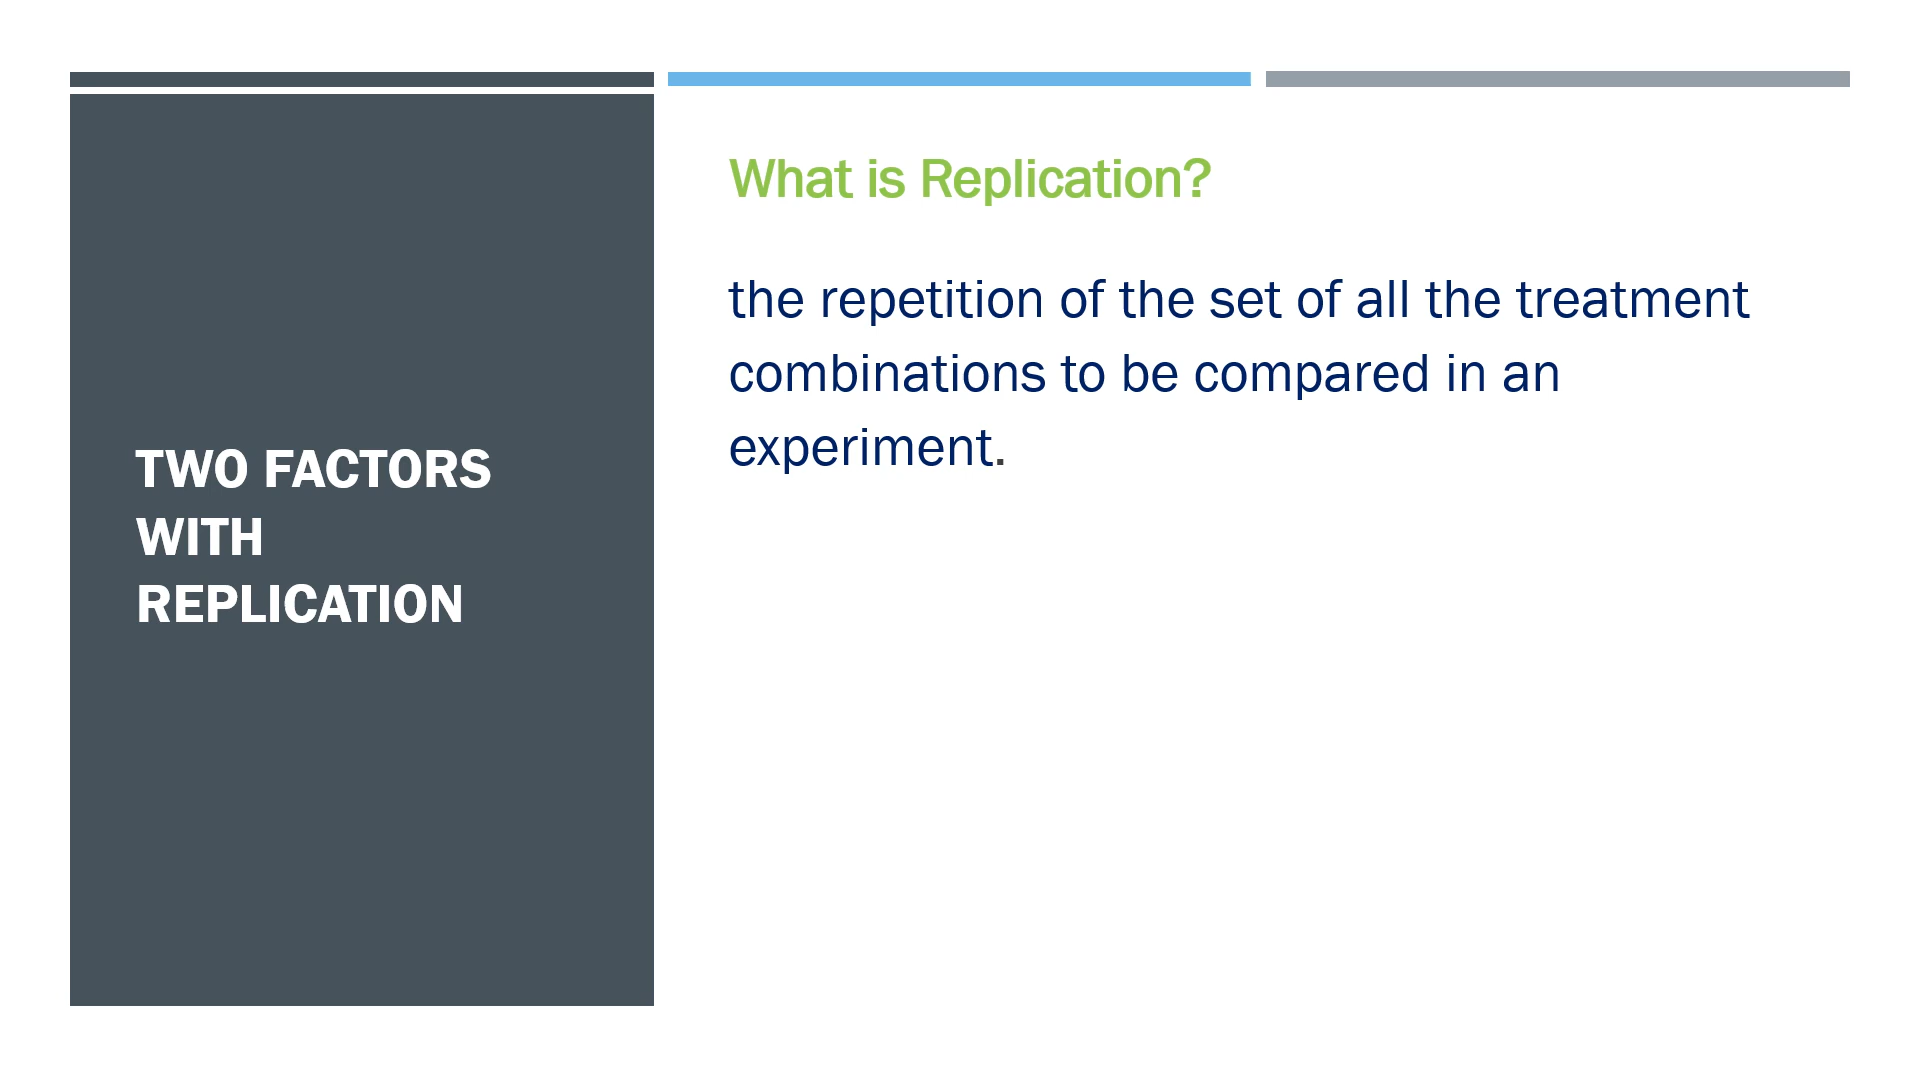 TWO FACTORS
WITH
REPLICATION
What is Replication?
the repetition of the set of all the treatment
combinations to be compared in an
experiment.